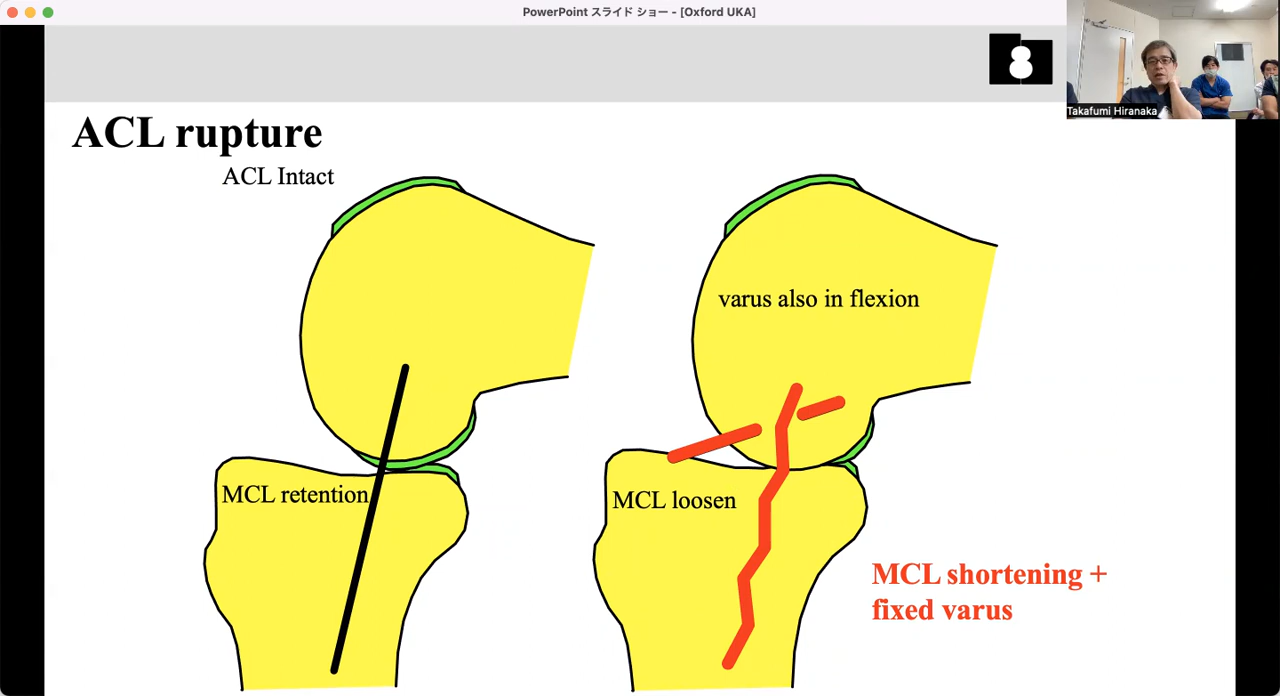 PowerPoint スライド ショー - [Oxford UKA]
Takafumi Hiranaka
ACL rupture
ACL Intact
varus also in flexion
MCL retention
MCL loosen
MCL shortening +
fixed varus